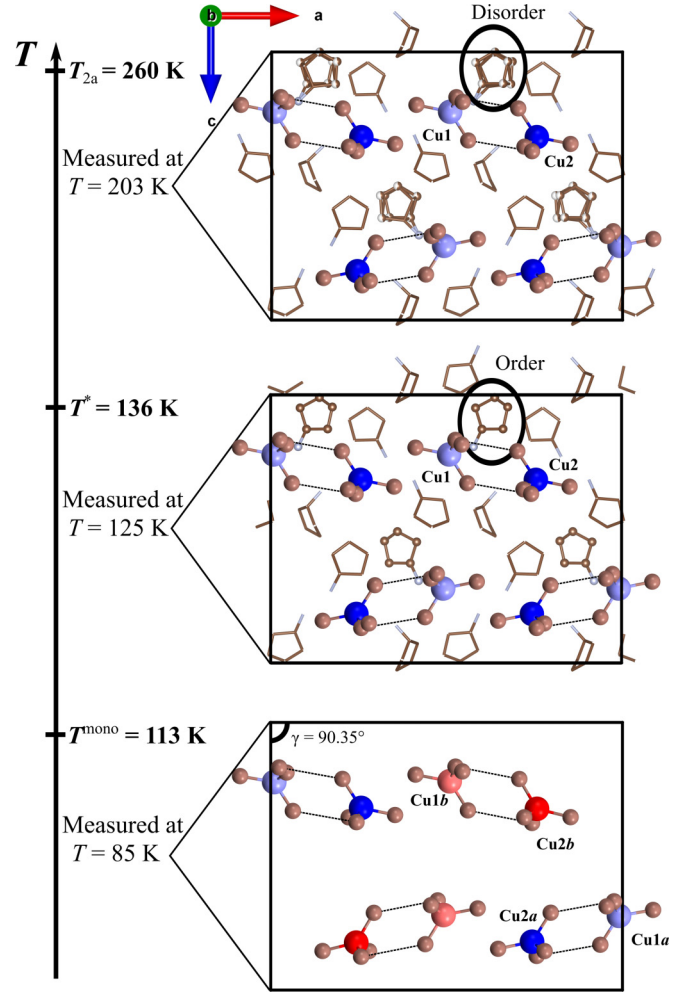 b
a
Disorder
T
T2a = 260 K
c
Cu1
Cu2
Measured at
T = 203 K
Order
T* = 136 K
Cu1
Cu2
Measured at
T = 125 K
Tmono = 113 K
γ = 90.35°
Cu1b
Measured at
T = 85 K
Cu2b
Cu2a
Cu1a